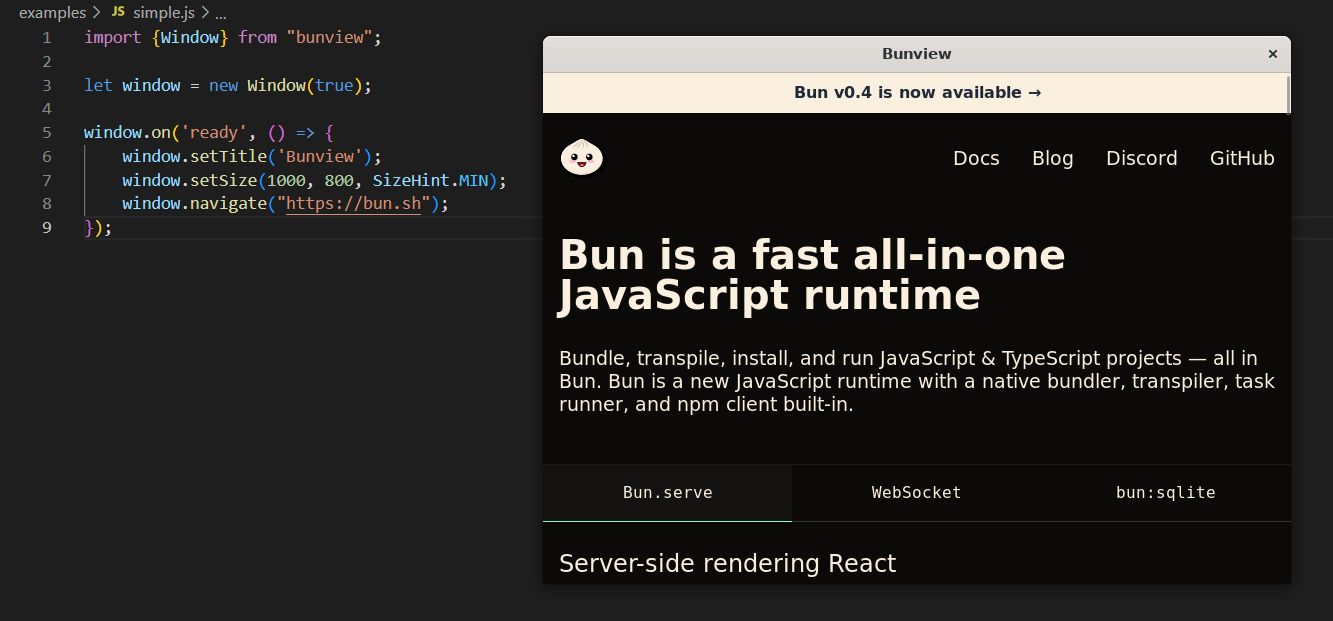 examples > JS simple.js > ...
1 import {Window} from "bunview";
2
3 let window = new Window(true);
4
5 window.on('ready', () => {
6 window.setTitle('Bunview');
7 window.setSize(1000, 800, SizeHint.MIN);
8 window.navigate("https://bun.sh");
9 });
Bunview ×
Bun v0.4 is now available →
Docs Blog Discord GitHub
Bun is a fast all-in-one
JavaScript runtime
Bundle, transpile, install, and run JavaScript & TypeScript projects — all in
Bun. Bun is a new JavaScript runtime with a native bundler, transpiler, task
runner, and npm client built-in.
Bun.serve WebSocket bun:sqlite
Server-side rendering React